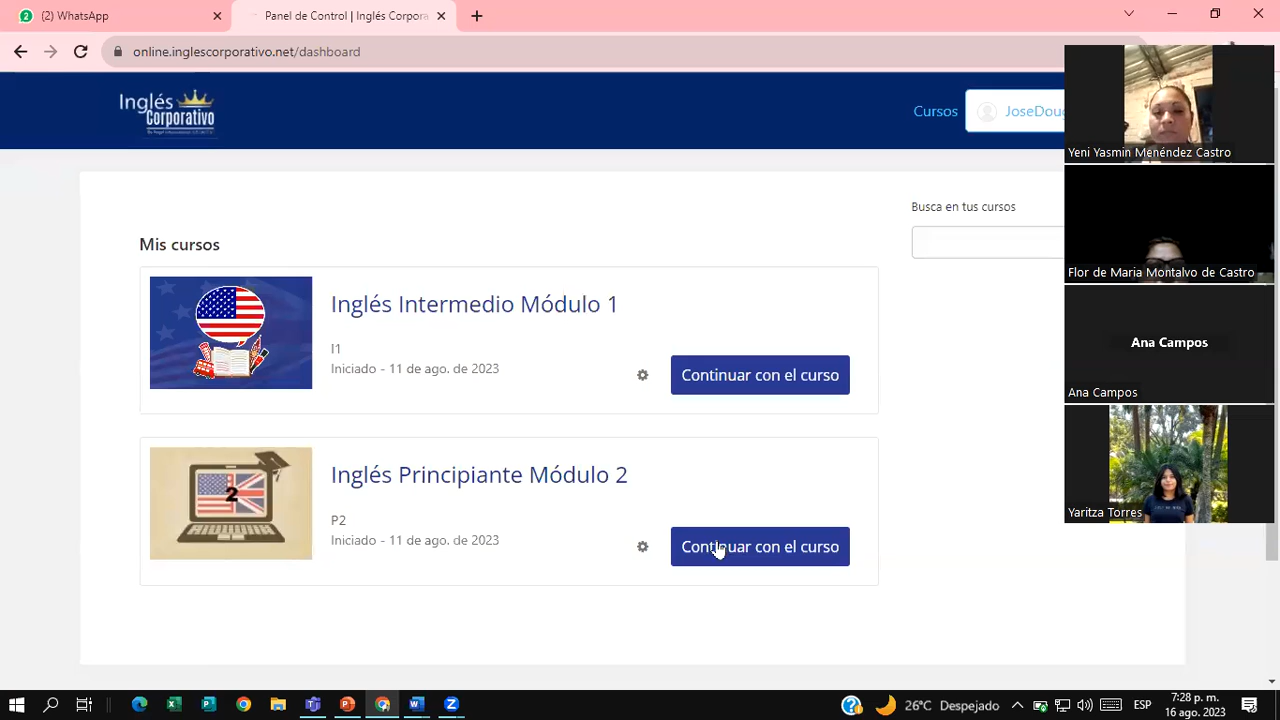 (2) WhatsApp
Panel de Control | Inglés Corpora
online.inglescorporativo.net/dashboard
Inglés
Corporativo
Cursos
JoseDoug
Busca en tus cursos
Mis cursos
Inglés Intermedio Módulo 1
I1
Iniciado - 11 de ago. de 2023
Continuar con el curso
Inglés Principiante Módulo 2
2
P2
Iniciado - 11 de ago. de 2023
Continuar con el curso
Yeni Yasmin Menéndez Castro
Flor de Maria Montalvo de Castro
Ana Campos
Ana Campos
Yaritza Torres
26°C Despejado
ESP
7:28 p. m.
16 ago. 2023